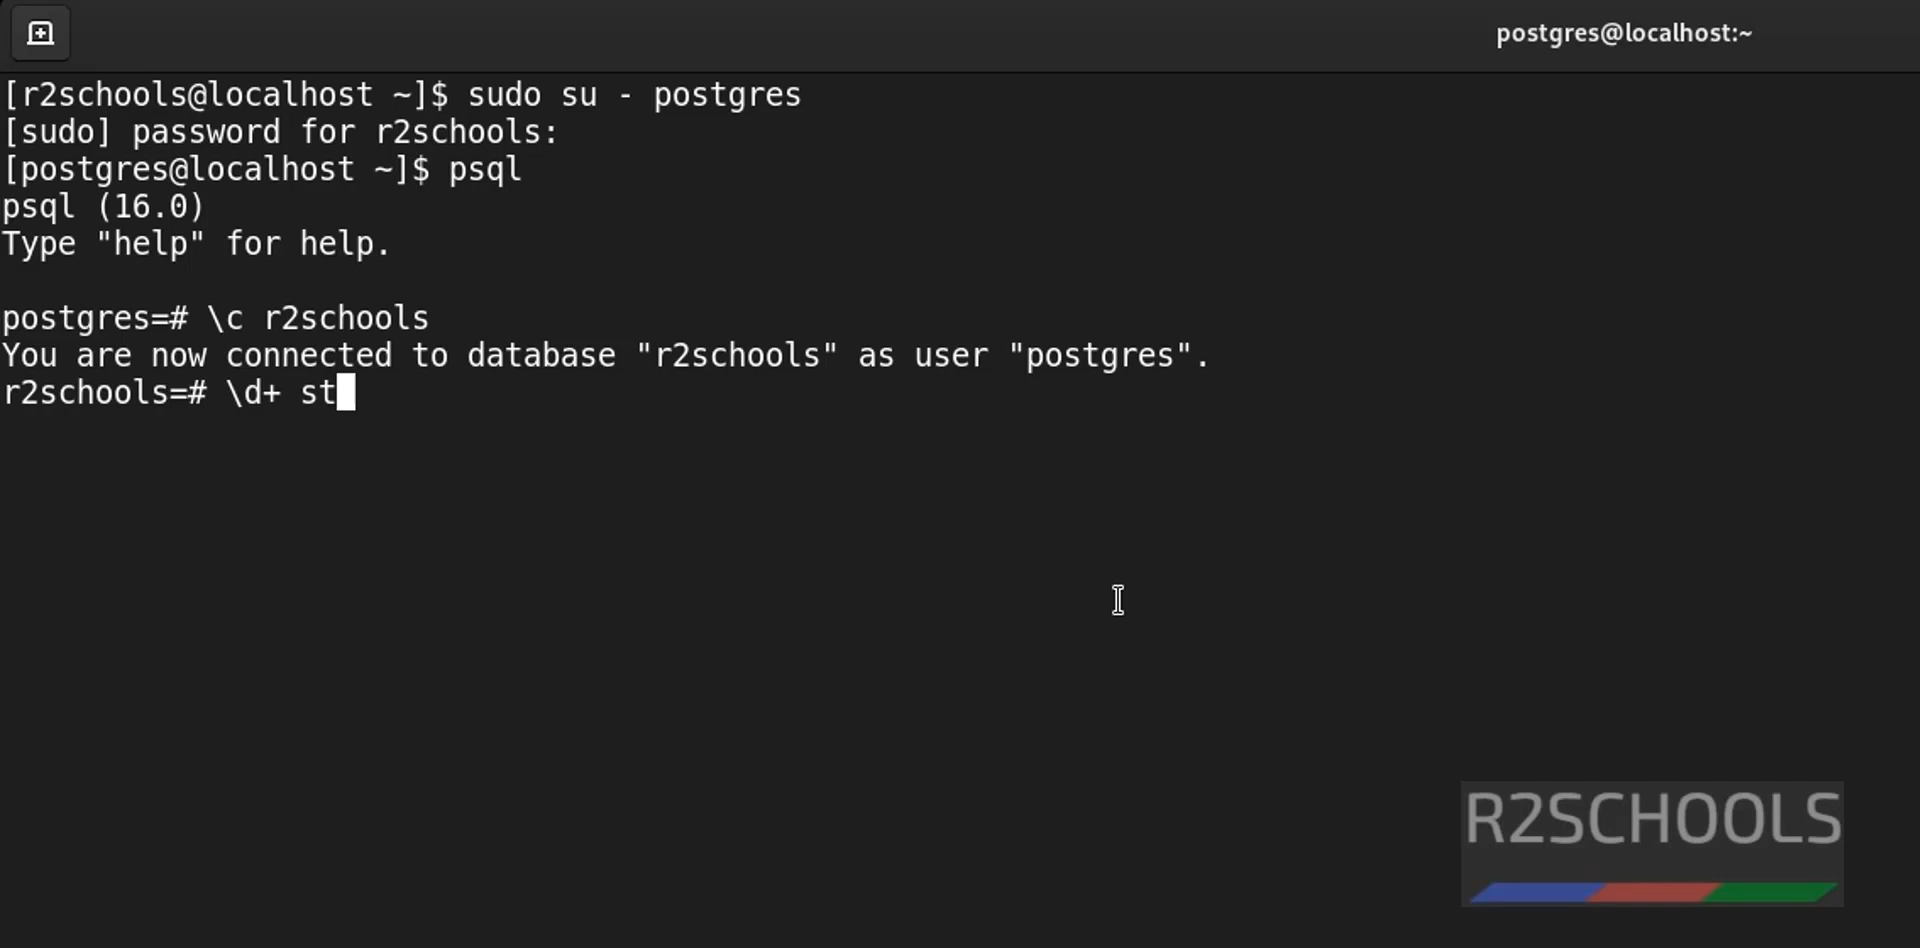 postgres@localhost:~
[r2schools@localhost ~]$ sudo su - postgres
[sudo] password for r2schools:
[postgres@localhost ~]$ psql
psql (16.0)
Type "help" for help.
postgres=# \c r2schools
You are now connected to database "r2schools" as user "postgres".
r2schools=# \d+ st
R2SCHOOLS